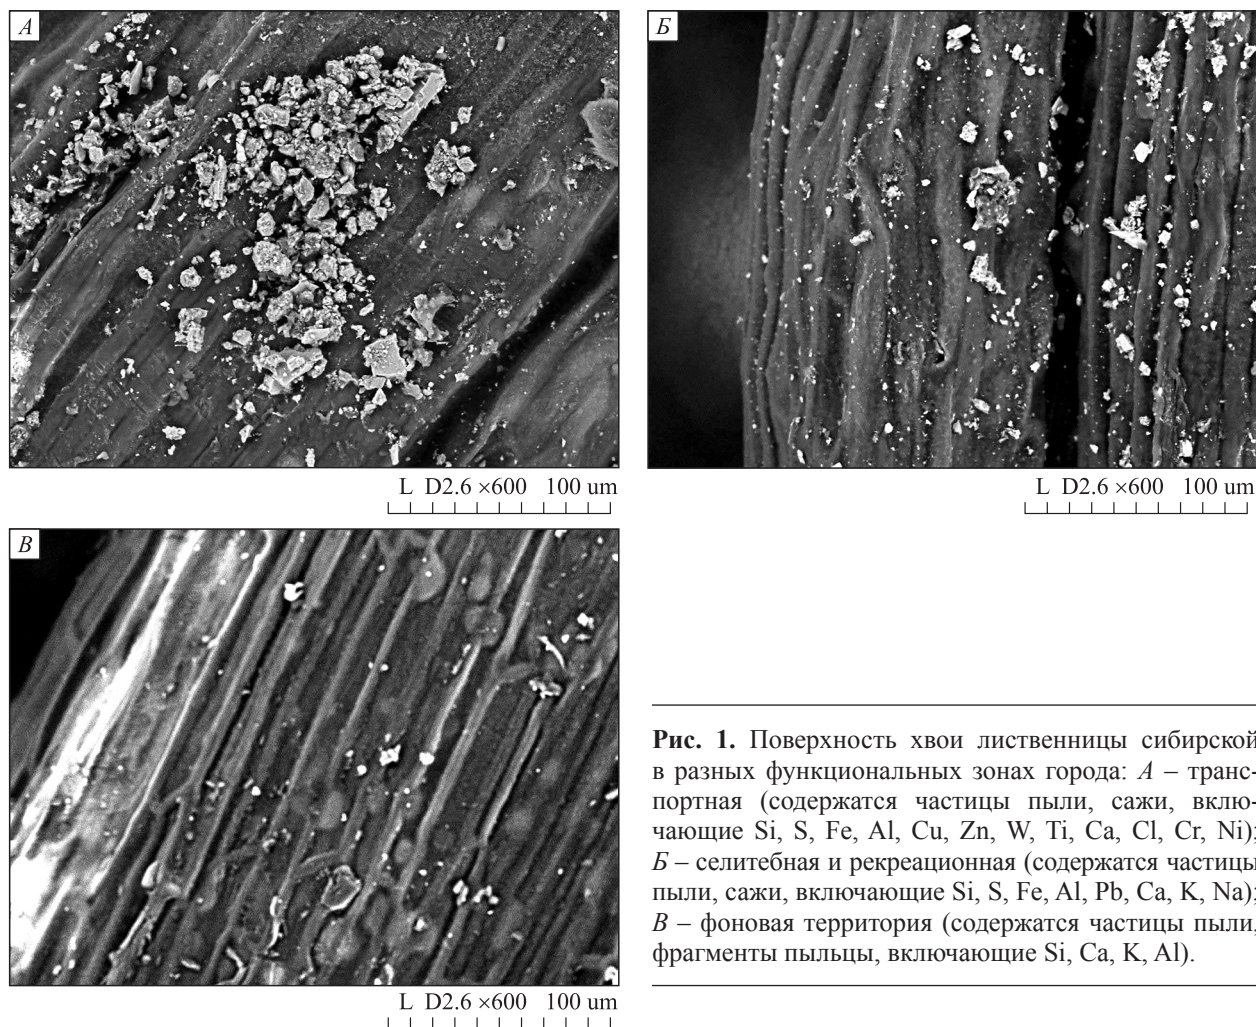 А
Б
L D2.6 ×600 100 um
L D2.6 ×600 100 um
В
L D2.6 ×600 100 um
Рис. 1. Поверхность хвои лиственницы сибирской
в разных функциональных зонах города: А – транс-
портная (содержатся частицы пыли, сажи, вклю-
чающие Si, S, Fe, Al, Cu, Zn, W, Ti, Ca, Cl, Cr, Ni);
Б – селитебная и рекреационная (содержатся частицы
пыли, сажи, включающие Si, S, Fe, Al, Pb, Ca, K, Na);
В – фоновая территория (содержатся частицы пыли,
фрагменты пыльцы, включающие Si, Ca, K, Al).